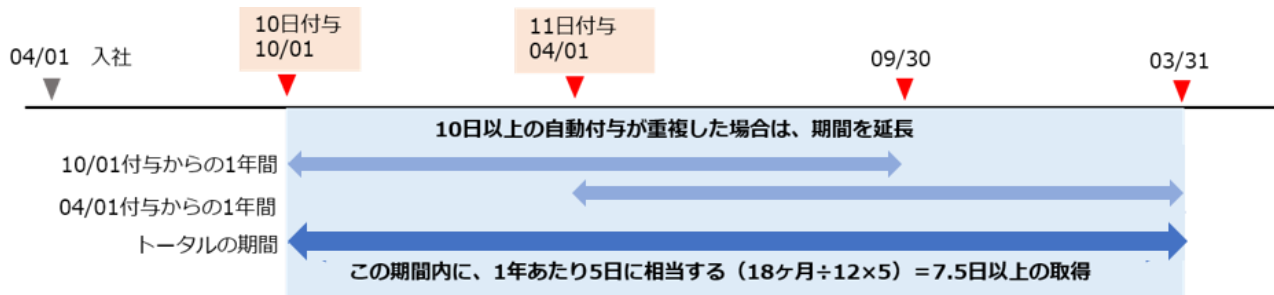 10日付与
10/01
11日付与
04/01
04/01 入社
09/30
03/31
10日以上の自動付与が重複した場合は、期間を延長
10/01付与からの1年間
04/01付与からの1年間
トータルの期間
この期間内に、1年あたり5日に相当する（18ヶ月÷12×5）＝7.5日以上の取得